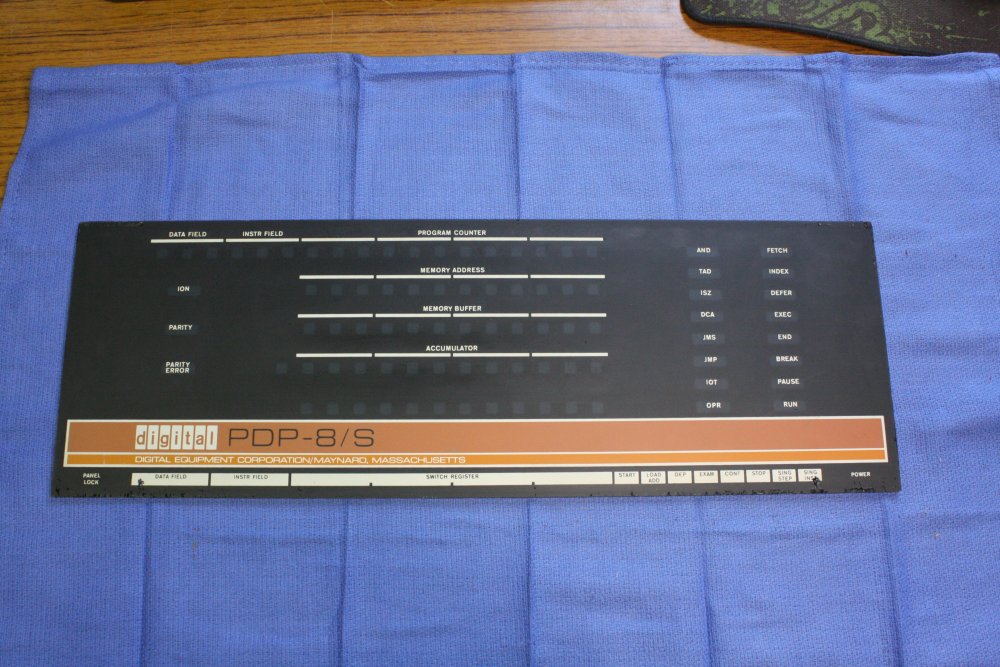 DATA FIELD INSTR FIELD PROGRAM COUNTER
AND FETCH
MEMORY ADDRESS TAD INDEX
ION ISZ DEFER
MEMORY BUFFER DCA EXEC
PARITY JMS END
ACCUMULATOR JMP BREAK
PARITY
ERROR
IOT PAUSE
OPR RUN
digital PDP-8/S
DIGITAL EQUIPMENT CORPORATION/MAYNARD, MASSACHUSETTS
PANEL LOCK DATA FIELD INSTR FIELD SWITCH REGISTER START LOAD ADD DEP EXAM CONT STOP SING STEP SING POWER